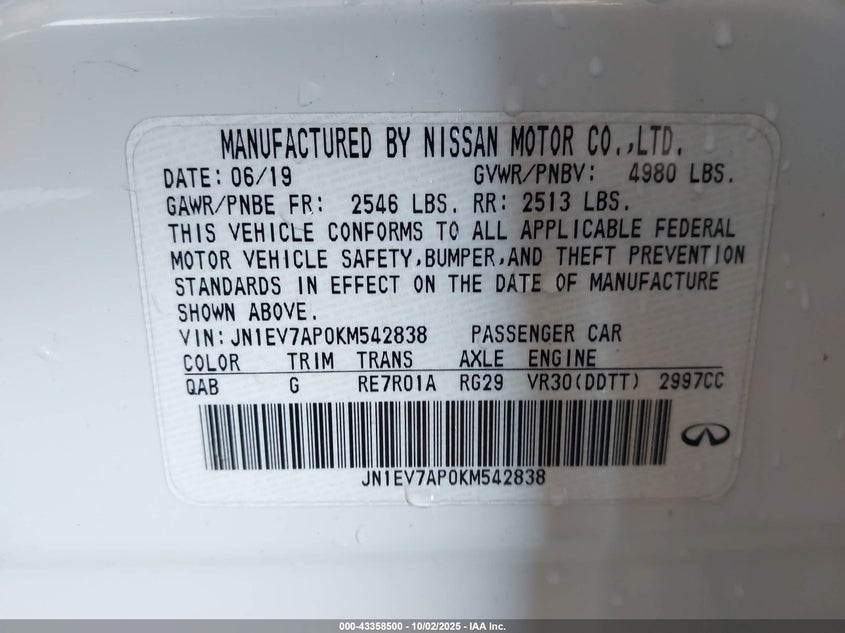 MANUFACTURED BY NISSAN MOTOR CO.,LTD.
DATE: 06/19 GVWR/PNBV: 4980 LBS.
GAWR/PNBE FR: 2546 LBS. RR: 2513 LBS.
THIS VEHICLE CONFORMS TO ALL APPLICABLE FEDERAL
MOTOR VEHICLE SAFETY,BUMPER,AND THEFT PREVENTION
STANDARDS IN EFFECT ON THE DATE OF MANUFACTURE
SHOWN ABOVE.
VIN: JN1EV7AP0KM542838 PASSENGER CAR
COLOR TRIM TRANS AXLE ENGINE
QAB G RE7R01A RG29 VR30(DDTT) 2997CC
JN1EV7AP0KM542838
000-43358500 - 10/02/2025 - IAA Inc.